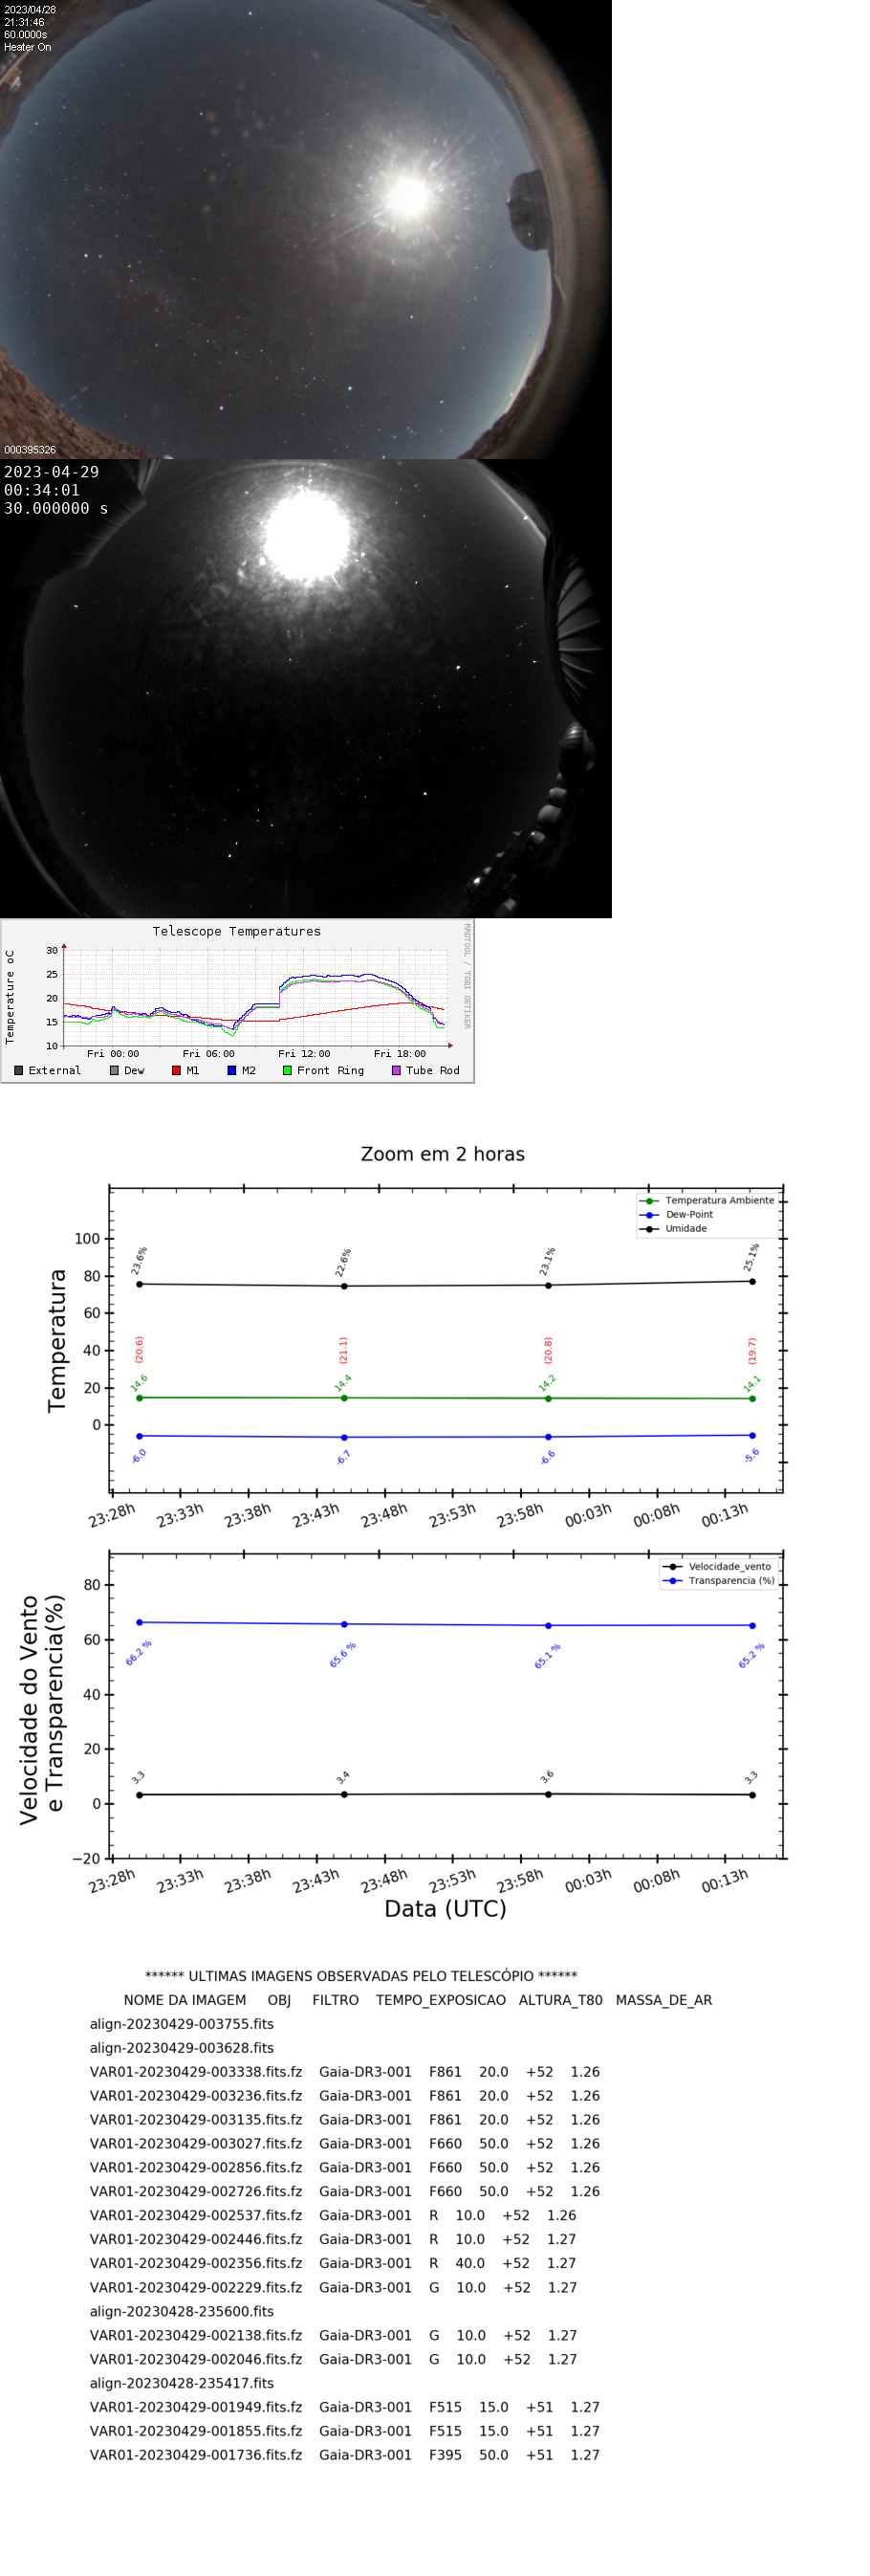 2023/04/28
21:31:46
60.0000s
Heater On
000395326
2023-04-29
00:34:01
30.000000 s
Telescope Temperatures
RRDTOOL / TOBI OETIKER
Temperature oC
30
25
20
15
10
Fri 00:00 Fri 06:00 Fri 12:00 Fri 18:00
External Dew M1 M2 Front Ring Tube Rod
Zoom em 2 horas
Temperatura
Temperatura Ambiente
Dew-Point
Umidade
100
80
60
40
20
0
23.6% 22.6% 23.1% 25.1%
(20.6) (21.1) (20.8) (19.7)
14.6 14.4 14.2 14.1
-6.0 -6.7 -6.6 -5.6
23:28h 23:33h 23:38h 23:43h 23:48h 23:53h 23:58h 00:03h 00:08h 00:13h
Velocidade do Vento
e Transparencia(%)
Velocidade_vento
Transparencia (%)
80
60
40
20
0
−20
66.2 % 65.6 % 65.1 % 65.2 %
3.3 3.4 3.6 3.3
23:28h 23:33h 23:38h 23:43h 23:48h 23:53h 23:58h 00:03h 00:08h 00:13h
Data (UTC)
****** ULTIMAS IMAGENS OBSERVADAS PELO TELESCÓPIO ******
NOME DA IMAGEM OBJ FILTRO TEMPO_EXPOSICAO ALTURA_T80 MASSA_DE_AR
align-20230429-003755.fits
align-20230429-003628.fits
VAR01-20230429-003338.fits.fz Gaia-DR3-001 F861 20.0 +52 1.26
VAR01-20230429-003236.fits.fz Gaia-DR3-001 F861 20.0 +52 1.26
VAR01-20230429-003135.fits.fz Gaia-DR3-001 F861 20.0 +52 1.26
VAR01-20230429-003027.fits.fz Gaia-DR3-001 F660 50.0 +52 1.26
VAR01-20230429-002856.fits.fz Gaia-DR3-001 F660 50.0 +52 1.26
VAR01-20230429-002726.fits.fz Gaia-DR3-001 F660 50.0 +52 1.26
VAR01-20230429-002537.fits.fz Gaia-DR3-001 R 10.0 +52 1.26
VAR01-20230429-002446.fits.fz Gaia-DR3-001 R 10.0 +52 1.27
VAR01-20230429-002356.fits.fz Gaia-DR3-001 R 40.0 +52 1.27
VAR01-20230429-002229.fits.fz Gaia-DR3-001 G 10.0 +52 1.27
align-20230428-235600.fits
VAR01-20230429-002138.fits.fz Gaia-DR3-001 G 10.0 +52 1.27
VAR01-20230429-002046.fits.fz Gaia-DR3-001 G 10.0 +52 1.27
align-20230428-235417.fits
VAR01-20230429-001949.fits.fz Gaia-DR3-001 F515 15.0 +51 1.27
VAR01-20230429-001855.fits.fz Gaia-DR3-001 F515 15.0 +51 1.27
VAR01-20230429-001736.fits.fz Gaia-DR3-001 F395 50.0 +51 1.27